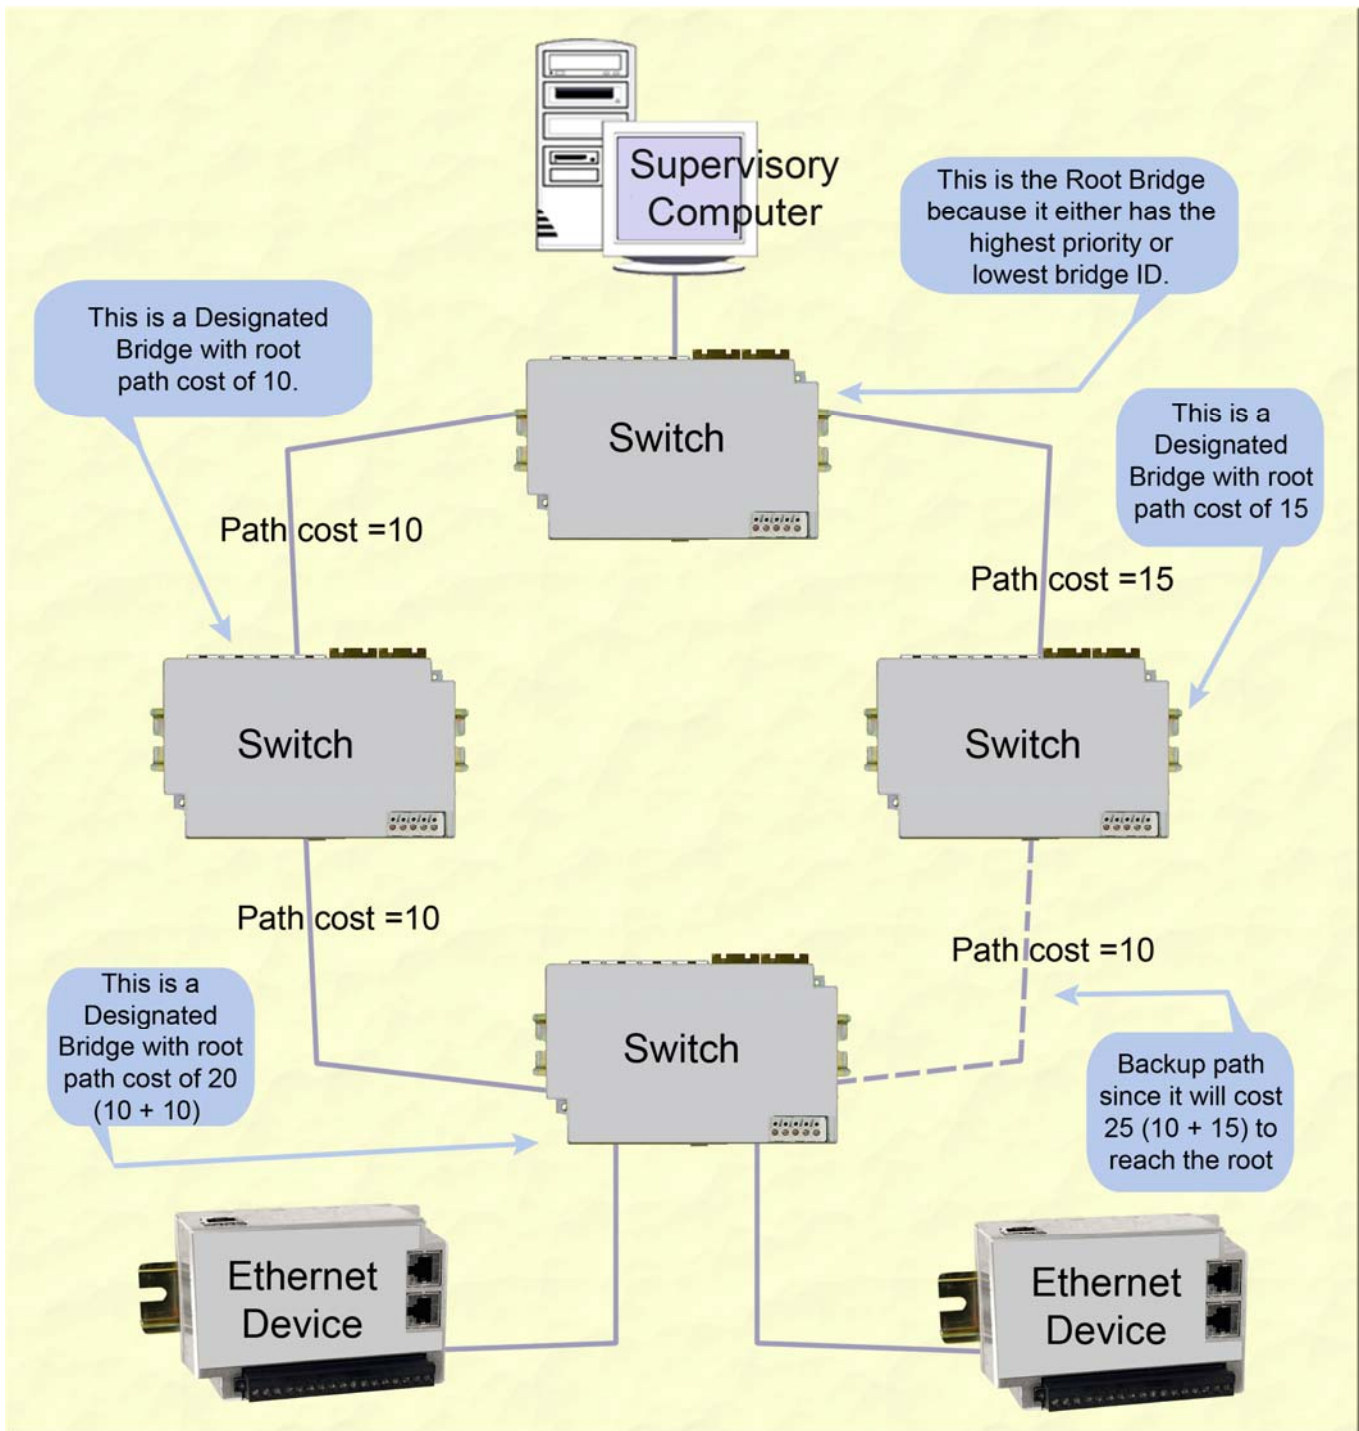 Supervisory
Computer
This is the Root Bridge
because it either has the
highest priority or
lowest bridge ID.
This is a Designated
Bridge with root
path cost of 10.
Switch
This is a
Designated
Bridge with root
path cost of 15
Path cost =10
Path cost =15
Switch
Switch
Path cost =10
Path cost =10
This is a
Designated
Bridge with root
path cost of 20
(10 + 10)
Switch
Backup path
since it will cost
25 (10 + 15) to
reach the root
Ethernet
Device
Ethernet
Device